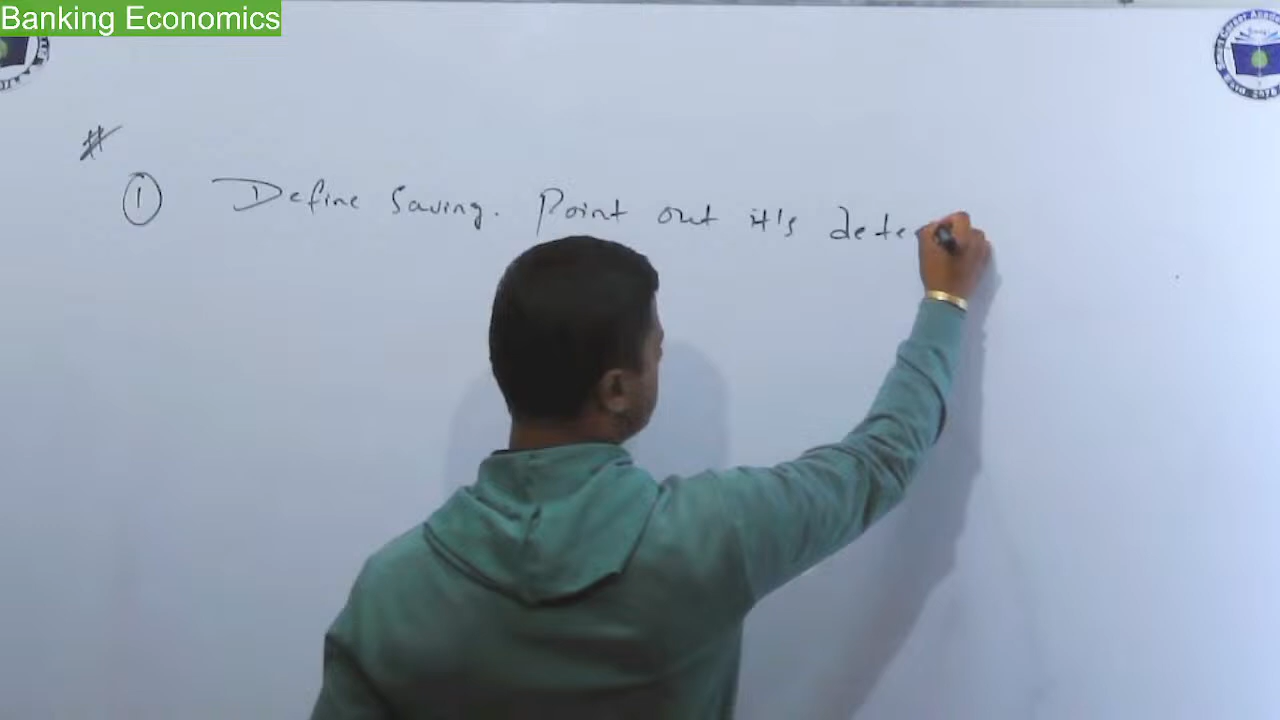 Banking Economics
#
① Define Saving. Point out it's dete